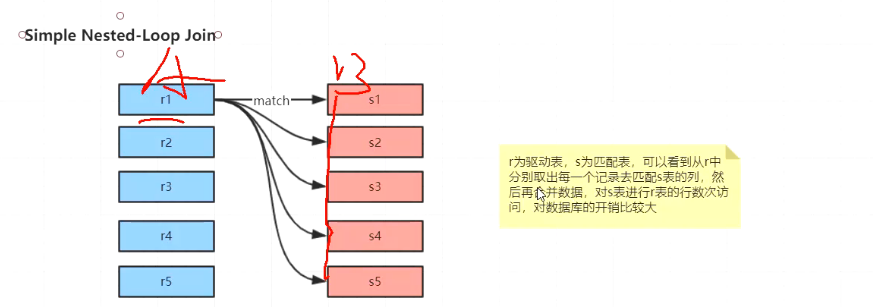 Simple Nested-Loop Join
A
B
r1
match
s1
r2
s2
r3
s3
r4
s4
r5
s5
r为驱动表，s为匹配表，可以看到从r中
分别取出每一个记录去匹配s表的列，然
后再合并数据，对s表进行r表的行数次访
问，对数据库的开销比较大